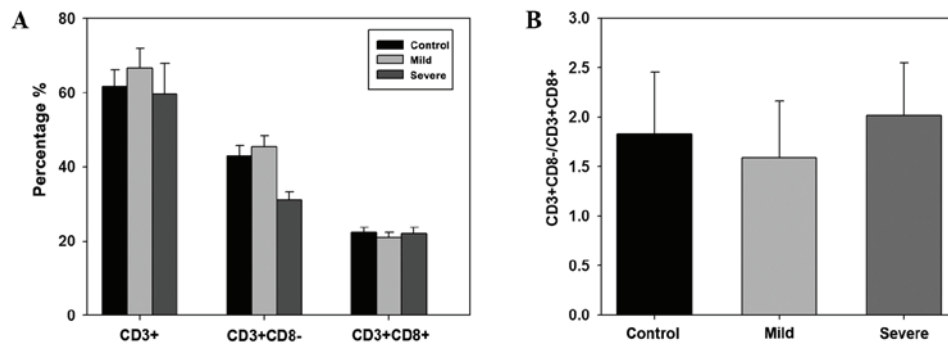 A
80
60
40
20
0
Percentage %
Control
Mild
Severe
CD3+
CD3+CD8-
CD3+CD8+
B
3.0
2.5
2.0
1.5
1.0
0.5
0.0
CD3+CD8-/CD3+CD8+
Control
Mild
Severe